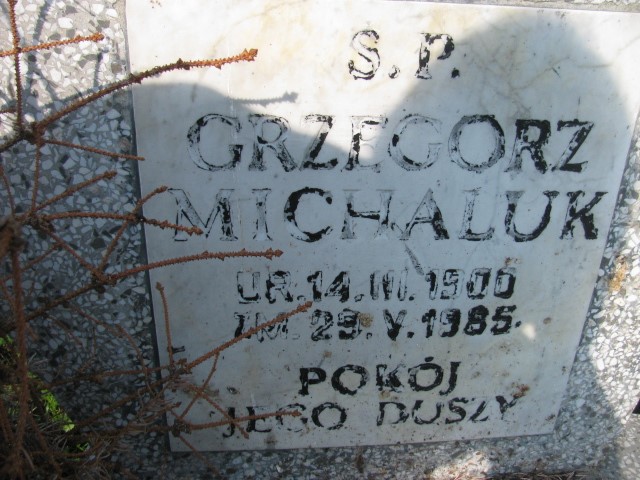 Ś.P.
GRZEGORZ
MICHALUK
UR. 14. III. 1900
ZM. 29. V. 1985.
POKÓJ
JEGO DUSZY